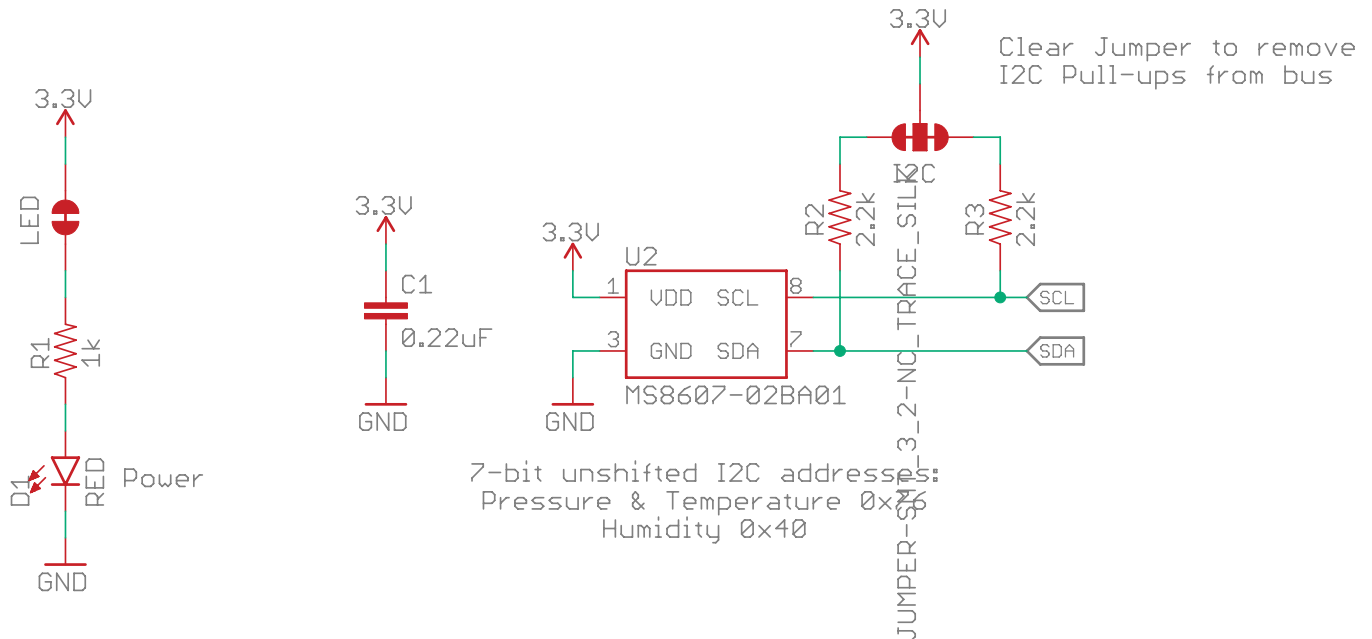 3.3V
Clear Jumper to remove
I2C Pull-ups from bus
3.3V
LED
R1
1k
D1
RED
Power
GND
3.3V
C1
0.22uF
GND
I2C
JUMPER-SMT_3_2-NC_TRACE_SILK
R2
2.2k
R3
2.2k
3.3V
U2
1
VDD
SCL
8
SCL
3
GND
SDA
7
SDA
MS8607-02BA01
GND
7-bit unshifted I2C addresses:
Pressure & Temperature 0x76
Humidity 0x40